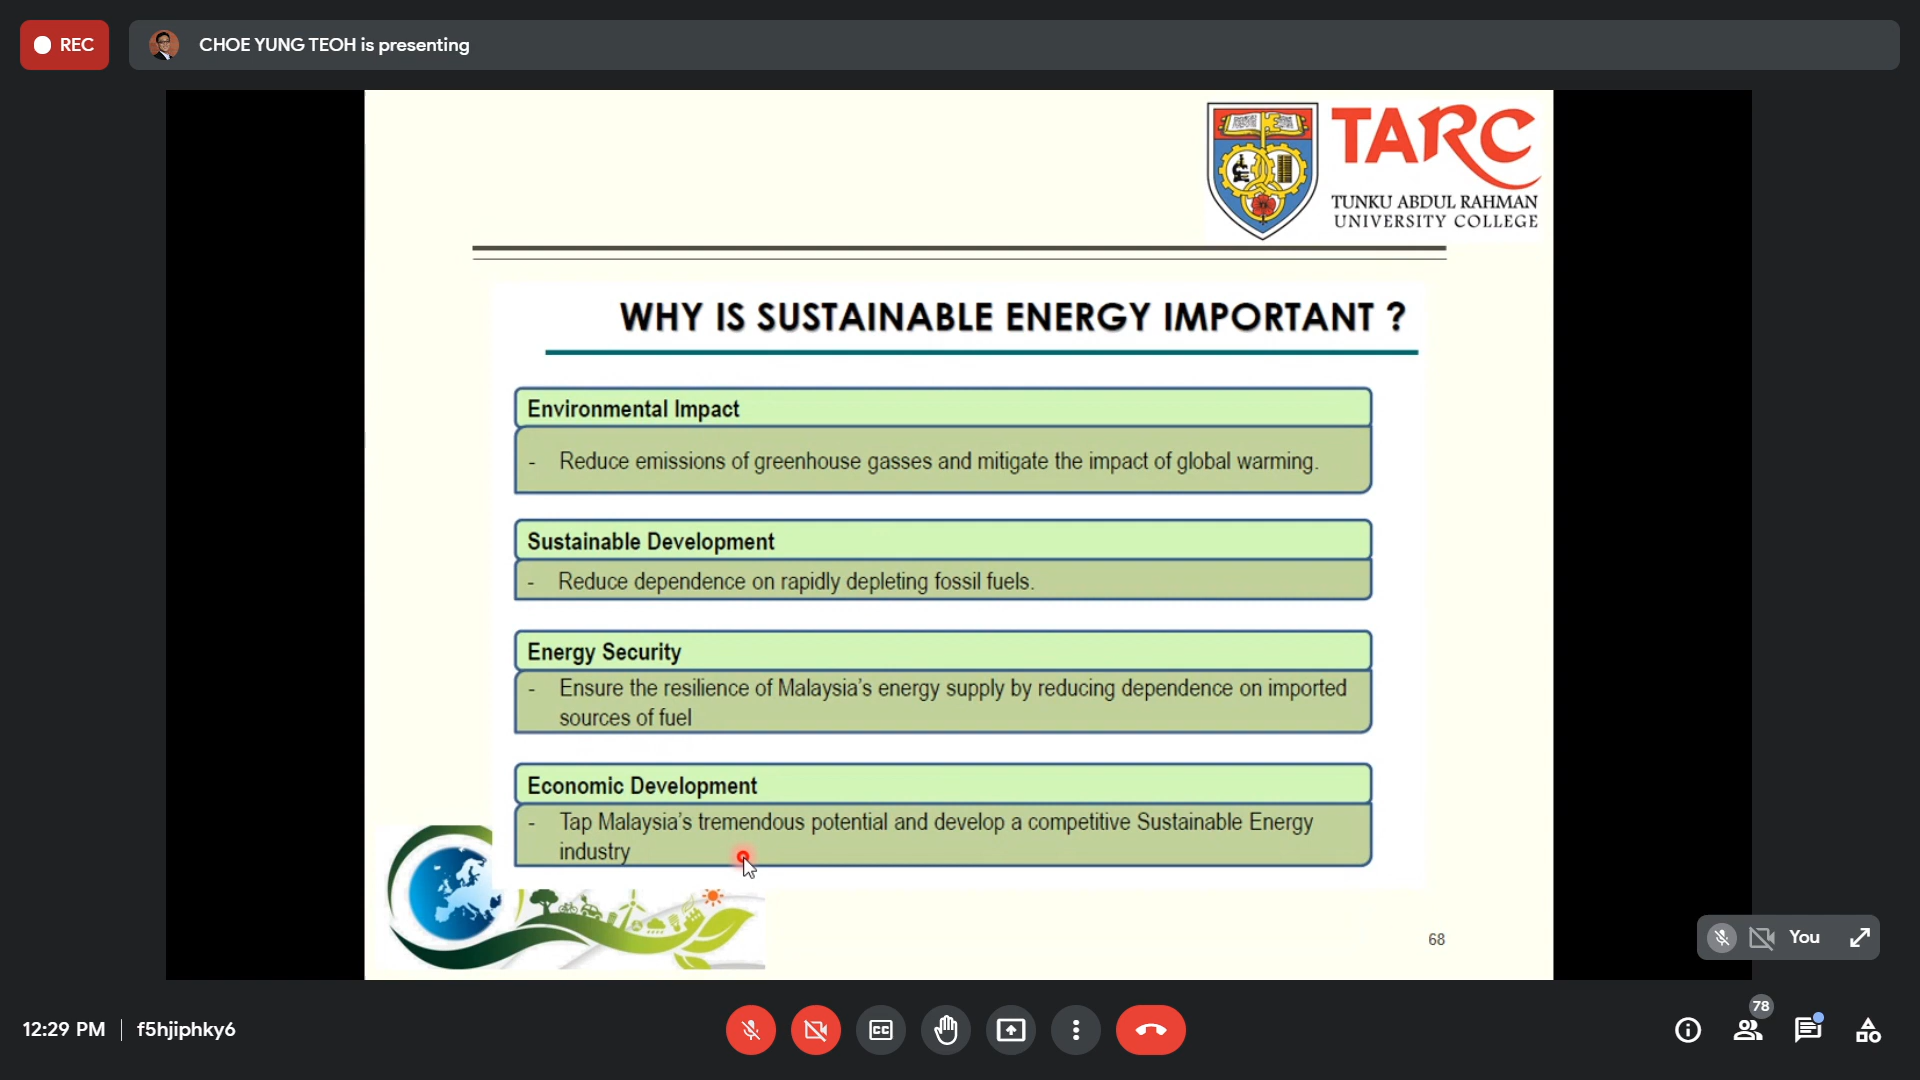 REC
CHOE YUNG TEOH is presenting
TARC
TUNKU ABDUL RAHMAN
UNIVERSITY COLLEGE
WHY IS SUSTAINABLE ENERGY IMPORTANT ?
Environmental Impact
- Reduce emissions of greenhouse gasses and mitigate the impact of global warming.
Sustainable Development
- Reduce dependence on rapidly depleting fossil fuels.
Energy Security
- Ensure the resilience of Malaysia's energy supply by reducing dependence on imported
sources of fuel
Economic Development
- Tap Malaysia's tremendous potential and develop a competitive Sustainable Energy
industry
68
You
12:29 PM | f5hjiphky6
CC
78